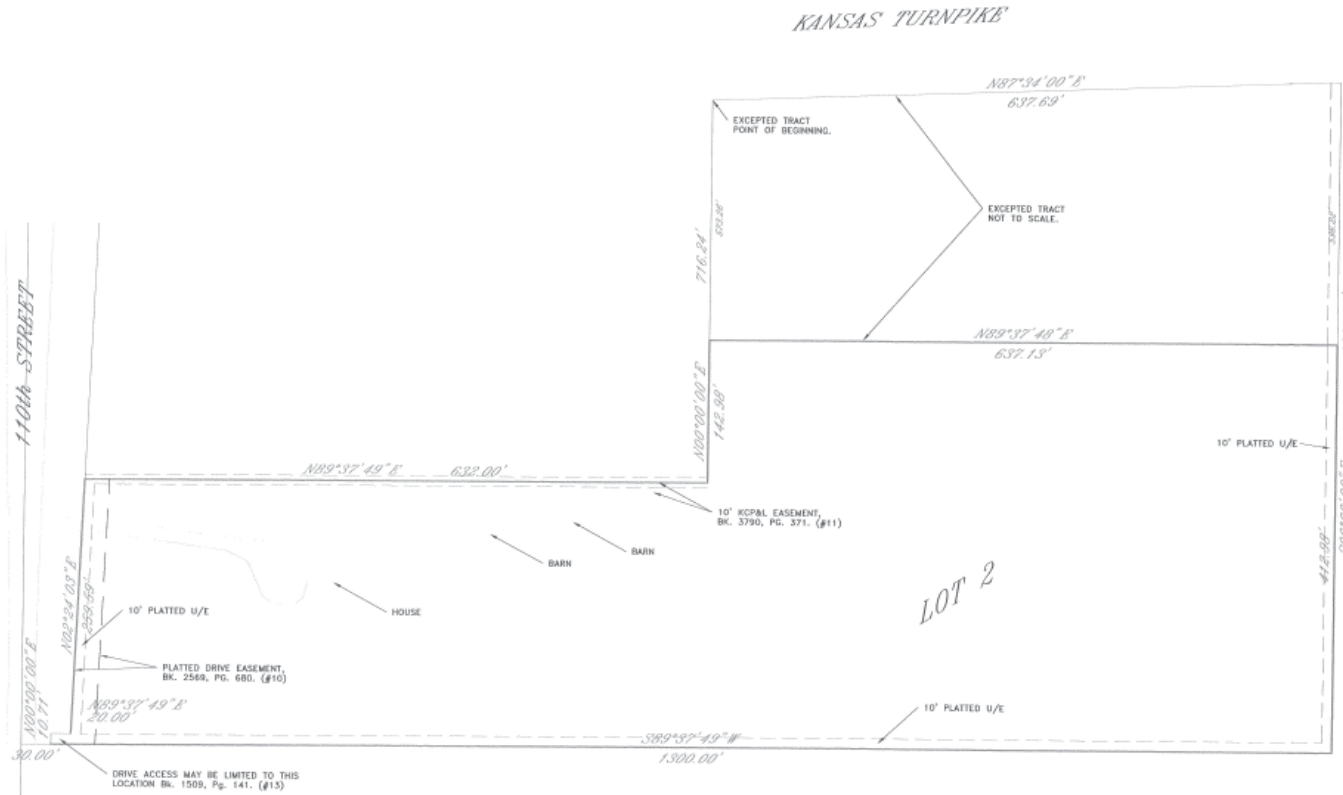 KANSAS TURNPIKE
N87°34'00"E
637.69'
EXCEPTED TRACT
POINT OF BEGINNING.
EXCEPTED TRACT
NOT TO SCALE.
716.24'
110th STREET
N89°37'48"E
637.13'
N00°00'00"E
142.98'
10' PLATTED U/E
N89°37'49"E 632.00'
10' KCP&L EASEMENT,
BK. 3790, PG. 371. (#11)
BARN
BARN
HOUSE
LOT 2
412.99'
N02°24'03"E
259.59'
10' PLATTED U/E
PLATTED DRIVE EASEMENT,
BK. 2569, PG. 680. (#10)
N00°00'00"E
10.71'
N89°37'49"E
20.00'
10' PLATTED U/E
S89°37'49"W
1300.00'
30.00'
DRIVE ACCESS MAY BE LIMITED TO THIS
LOCATION Bk. 1509, Pg. 141. (#13)